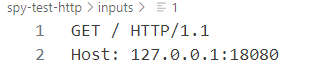 spy-test-http > inputs > 1
1 GET / HTTP/1.1
2 Host: 127.0.0.1:18080